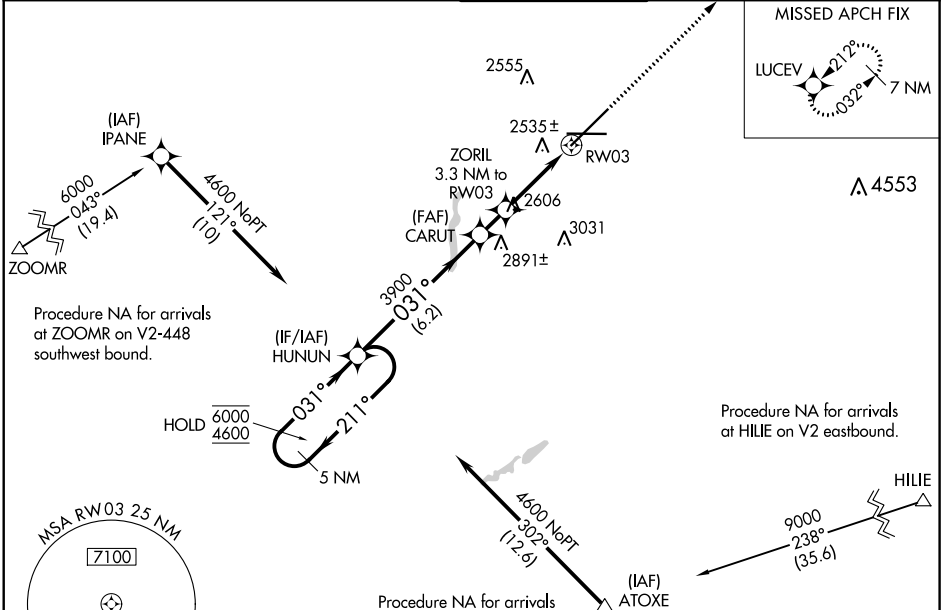 MISSED APCH FIX
LUCEV
212°
032°
7 NM
2555
2535±
RW03
(IAF)
IPANE
6000
043°
(19.4)
ZOOMR
4600 NoPT
121°
(10)
ZORIL
3.3 NM to
RW03
2606
4553
(FAF)
CARUT
3031
2891±
3900
031°
(6.2)
Procedure NA for arrivals
at ZOOMR on V2-448
southwest bound.
(IF/IAF)
HUNUN
031°
211°
HOLD
6000
4600
5 NM
Procedure NA for arrivals
at HILIE on V2 eastbound.
HILIE
9000
238°
(35.6)
4600 NoPT
302°
(12.6)
(IAF)
ATOXE
MSA RW03 25 NM
7100
Procedure NA for arrivals